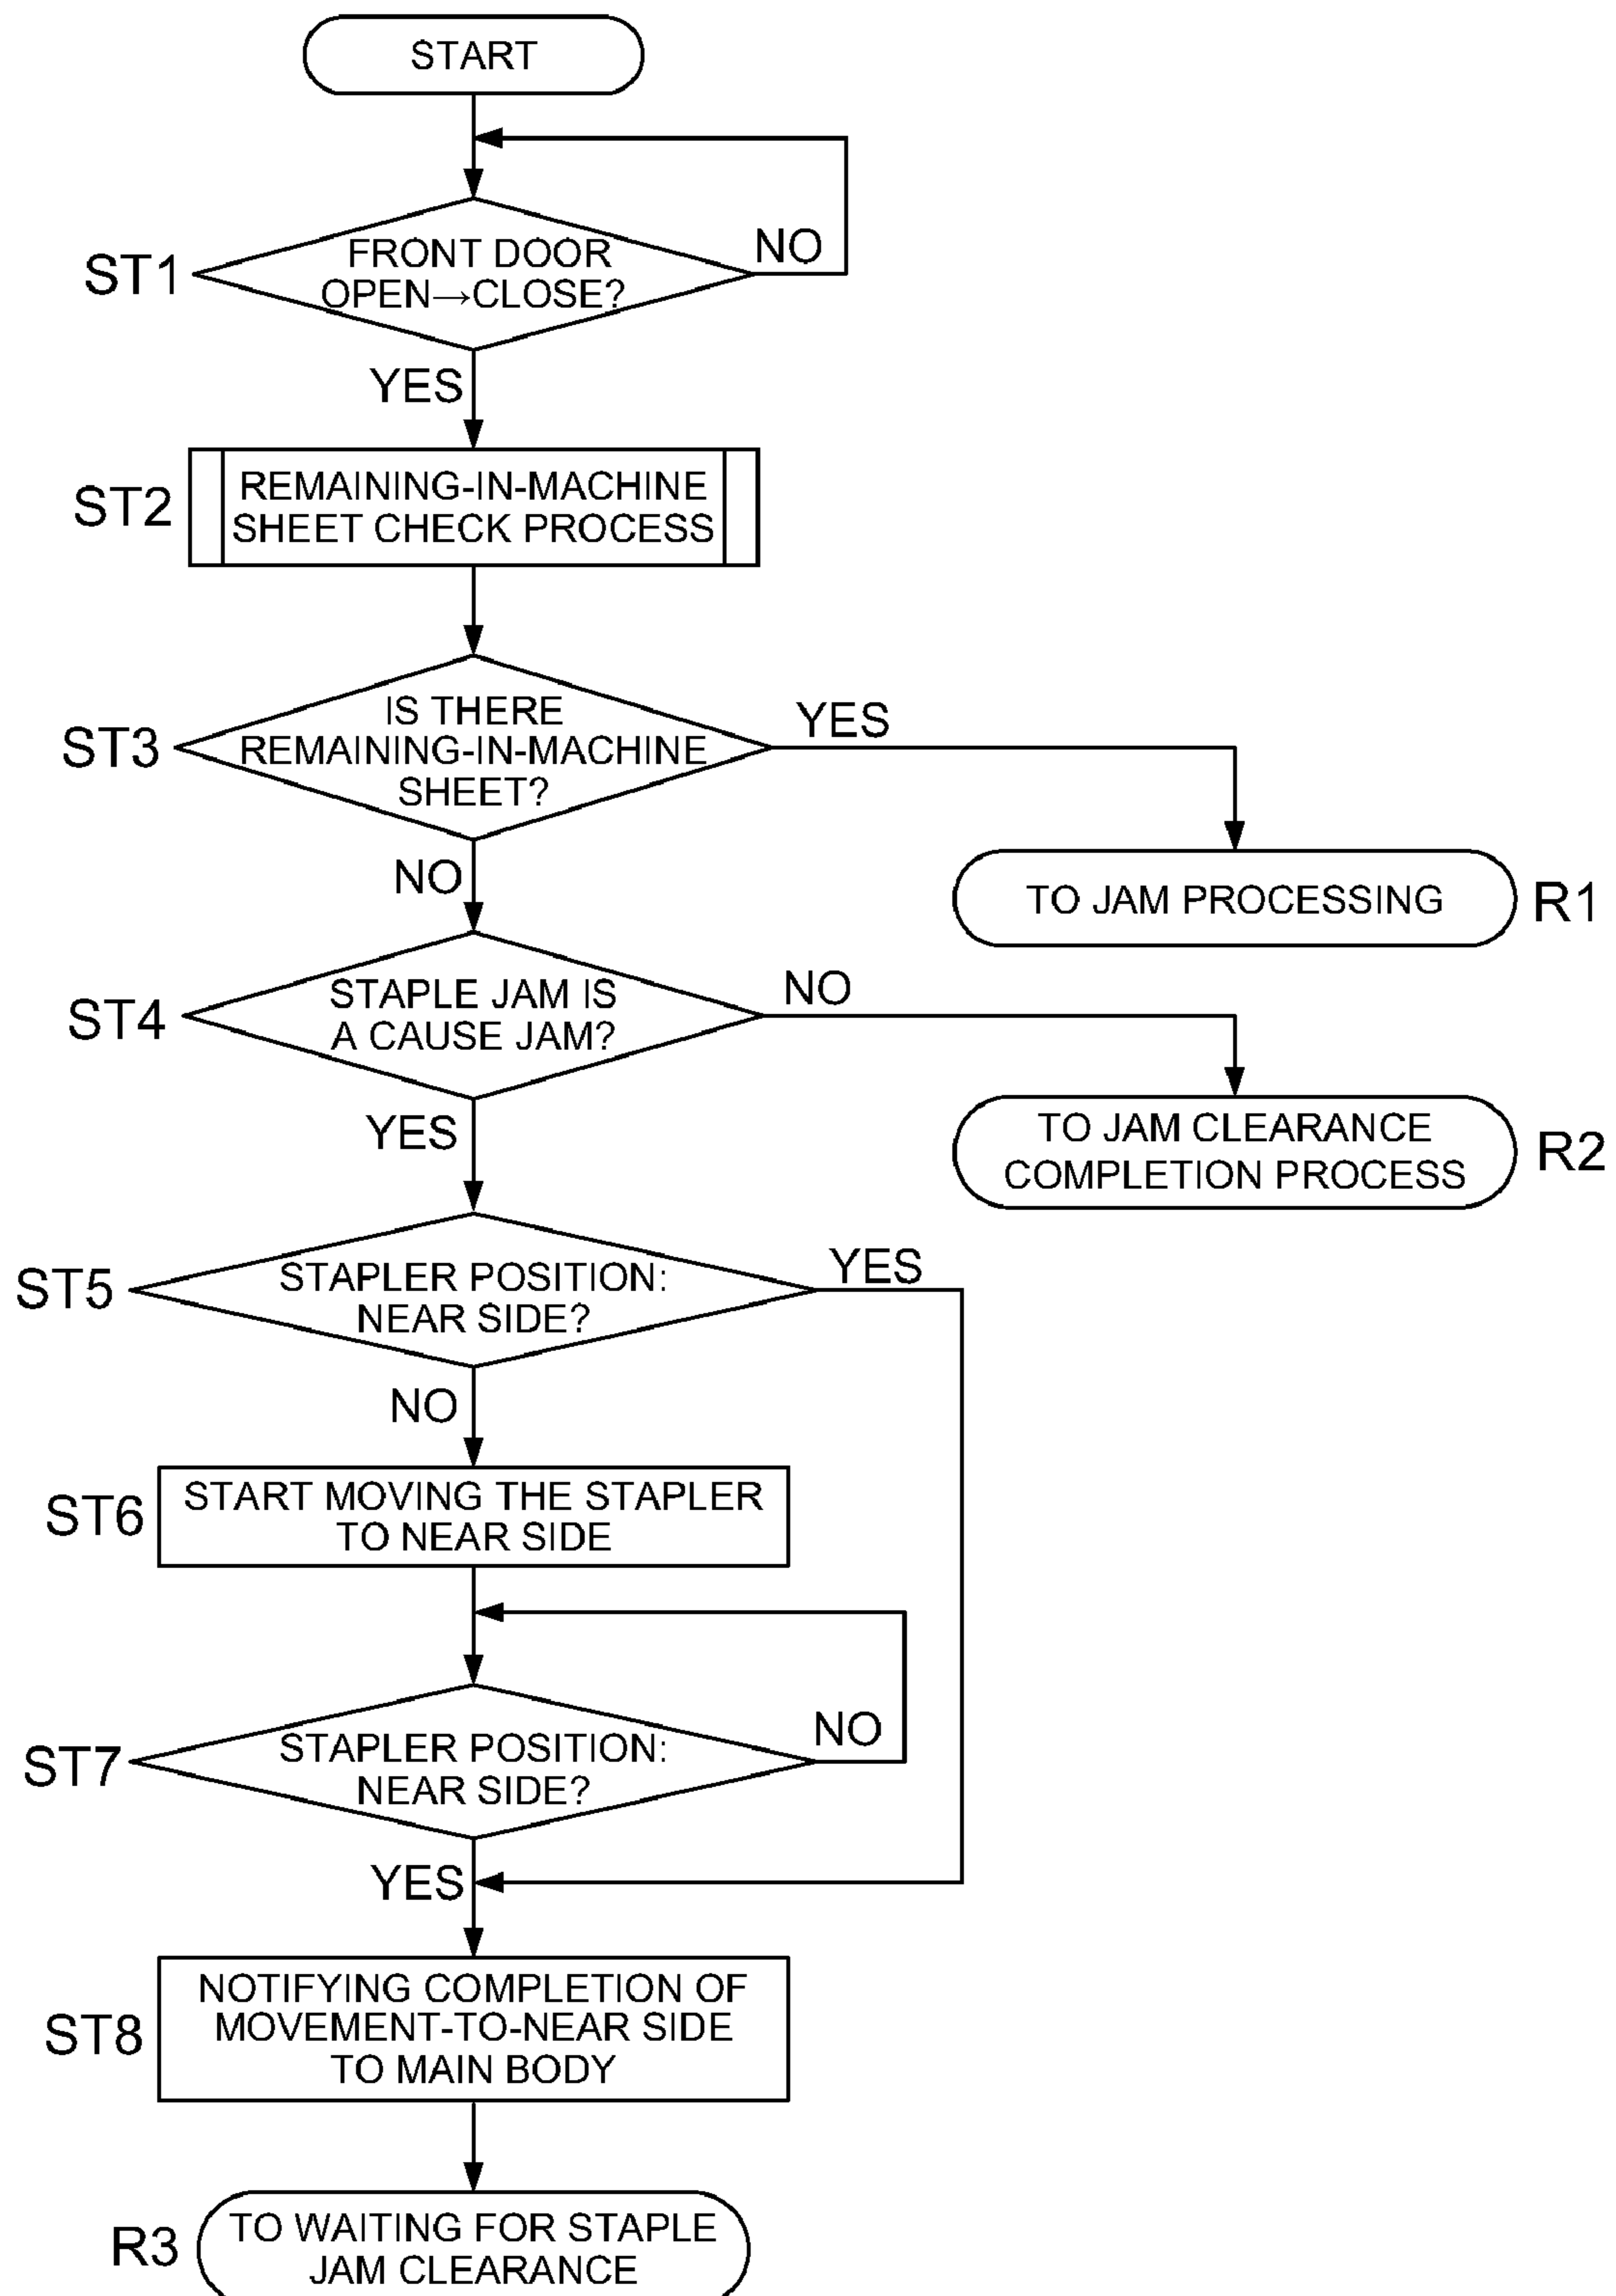 START
NO
ST1
FRONT DOOR
OPEN→CLOSE?
YES
ST2
REMAINING-IN-MACHINE
SHEET CHECK PROCESS
ST3
IS THERE
REMAINING-IN-MACHINE
SHEET?
YES
NO
TO JAM PROCESSING
R1
ST4
STAPLE JAM IS
A CAUSE JAM?
NO
YES
TO JAM CLEARANCE
COMPLETION PROCESS
R2
ST5
STAPLER POSITION:
NEAR SIDE?
YES
NO
ST6
START MOVING THE STAPLER
TO NEAR SIDE
ST7
STAPLER POSITION:
NEAR SIDE?
NO
YES
ST8
NOTIFYING COMPLETION OF
MOVEMENT-TO-NEAR SIDE
TO MAIN BODY
R3
TO WAITING FOR STAPLE
JAM CLEARANCE